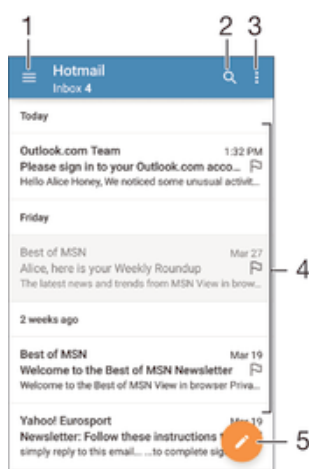 1 2 3
Hotmail
Inbox 4
Today
Outlook.com Team 1:32 PM
Please sign in to your Outlook.com acco...
Hello Alice Honey, We noticed some unusual activit...
Friday
Best of MSN Mar 27
Alice, here is your Weekly Roundup
The latest news and trends from MSN View in brow...
4
2 weeks ago
Best of MSN Mar 19
Welcome to the Best of MSN Newsletter
Welcome to the Best of MSN View in browser Priva...
Yahoo! Eurosport Mar 19
Newsletter: Follow these instructions
5
simply reply to this email... ...to complete sig